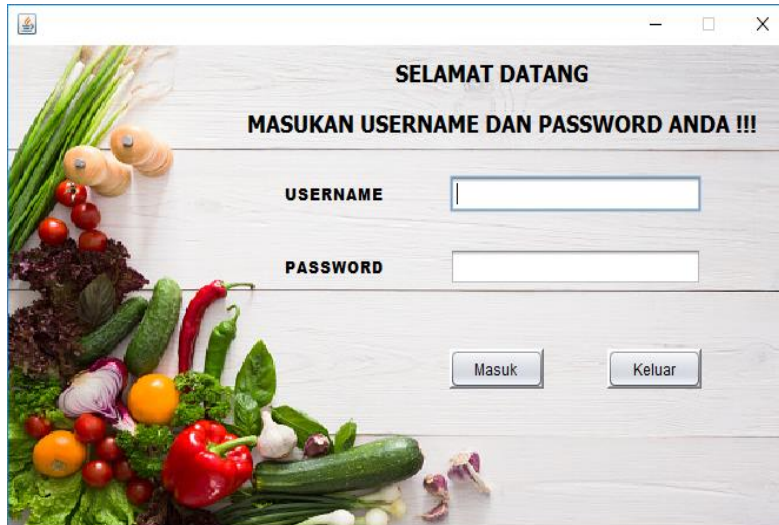 SELAMAT DATANG
MASUKAN USERNAME DAN PASSWORD ANDA !!!
USERNAME
PASSWORD
Masuk
Keluar